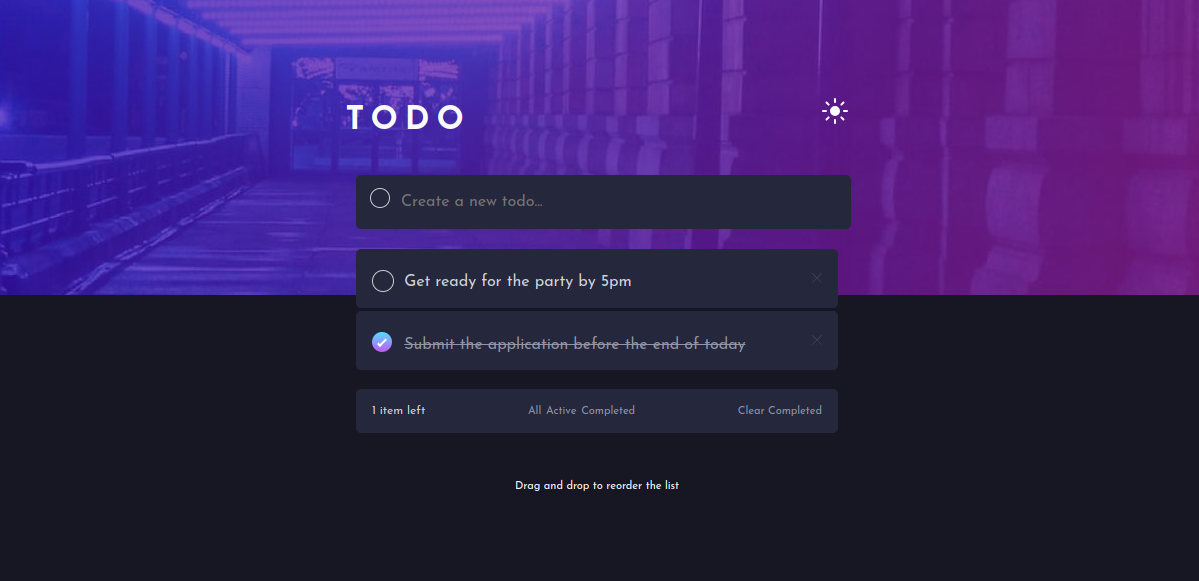 TODO
Create a new todo...
Get ready for the party by 5pm
Submit the application before the end of today
1 item left All Active Completed Clear Completed
Drag and drop to reorder the list